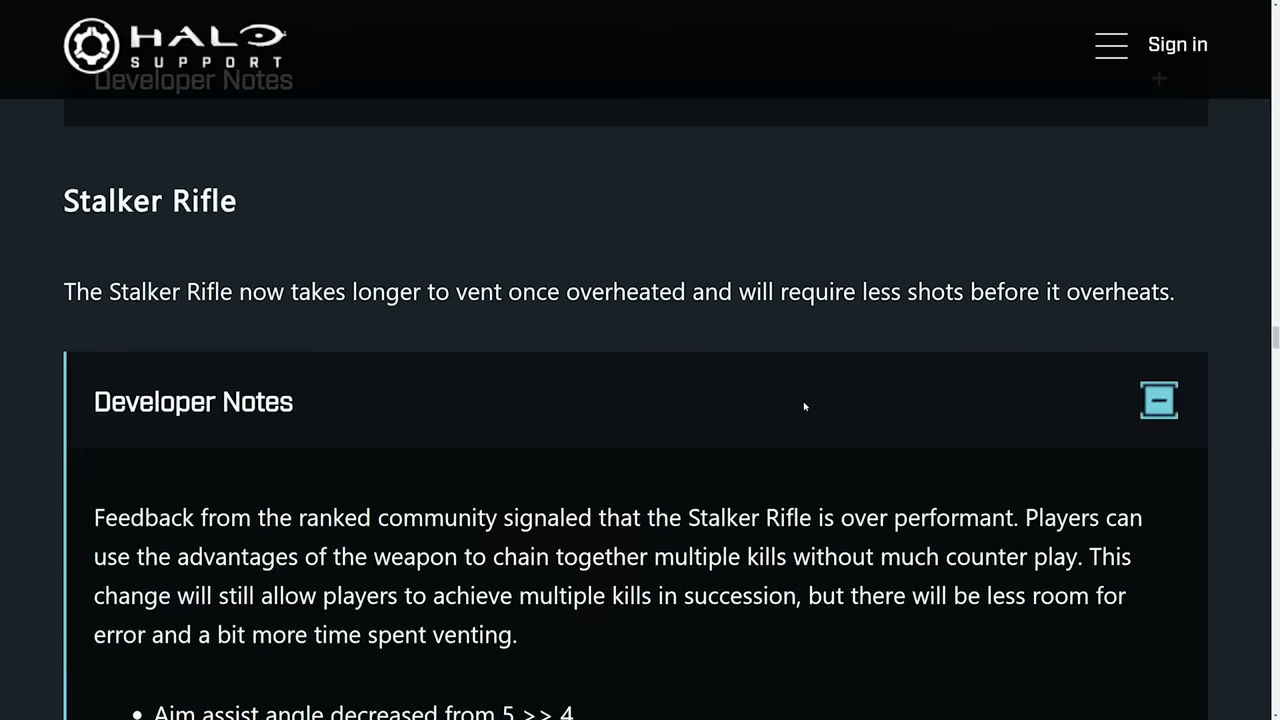 HALO
SUPPORT
Sign in
Developer Notes
Stalker Rifle
The Stalker Rifle now takes longer to vent once overheated and will require less shots before it overheats.
Developer Notes
Feedback from the ranked community signaled that the Stalker Rifle is over performant. Players can
use the advantages of the weapon to chain together multiple kills without much counter play. This
change will still allow players to achieve multiple kills in succession, but there will be less room for
error and a bit more time spent venting.
• Aim assist angle decreased from 5 >> 4